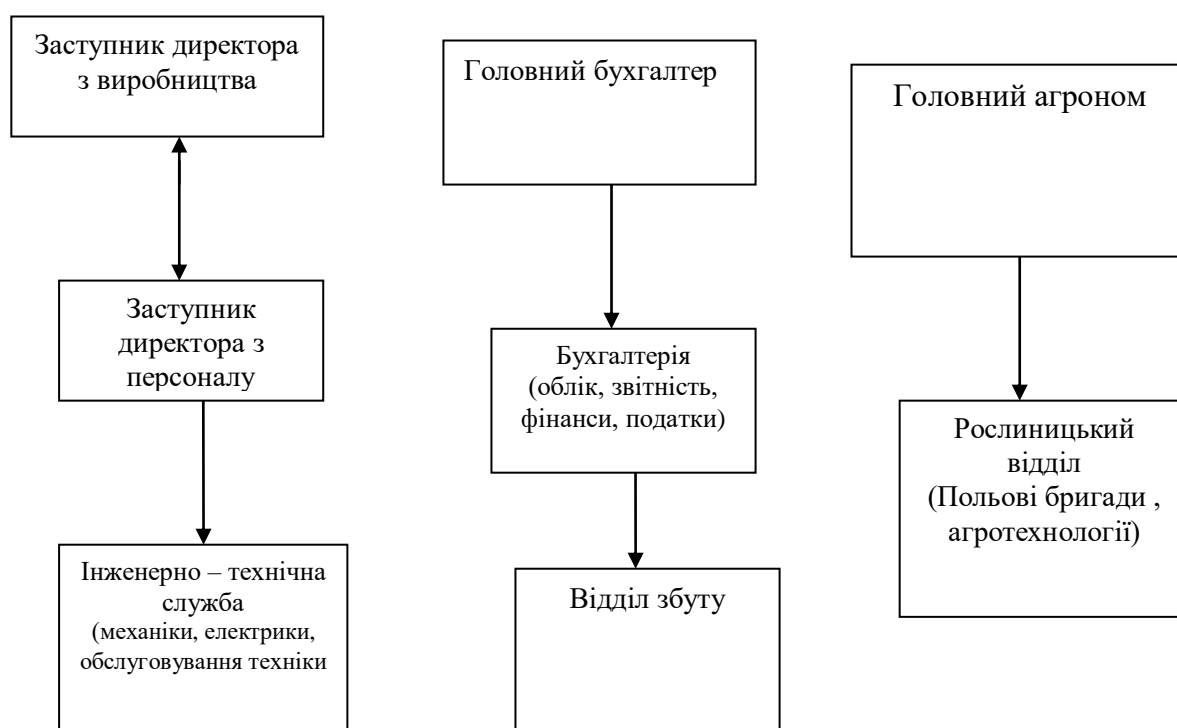 Заступник директора
з виробництва
Головний бухгалтер
Головний агроном
Заступник
директора з
персоналу
Бухгалтерія
(облік, звітність,
фінанси, податки)
Рослиницький
відділ
(Польові бригади ,
агротехнології)
Інженерно – технічна
служба
(механіки, електрики,
обслуговування техніки
Відділ збуту